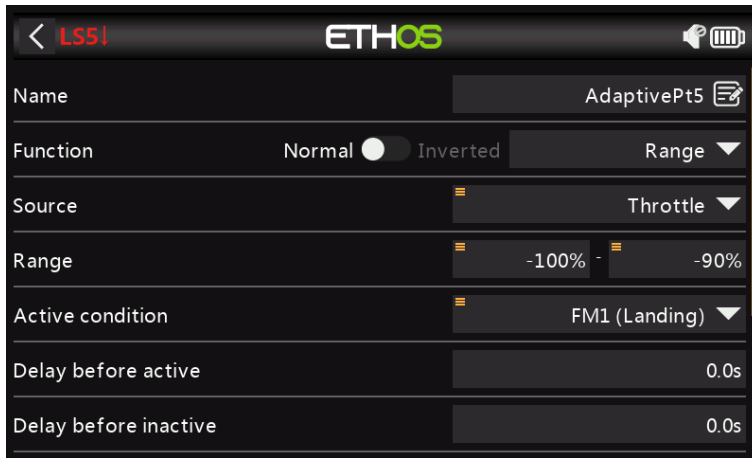 LS5↓ ETHOS
Name AdaptivePt5
Function Normal Inverted Range
Source Throttle
Range -100% - -90%
Active condition FM1 (Landing)
Delay before active 0.0s
Delay before inactive 0.0s